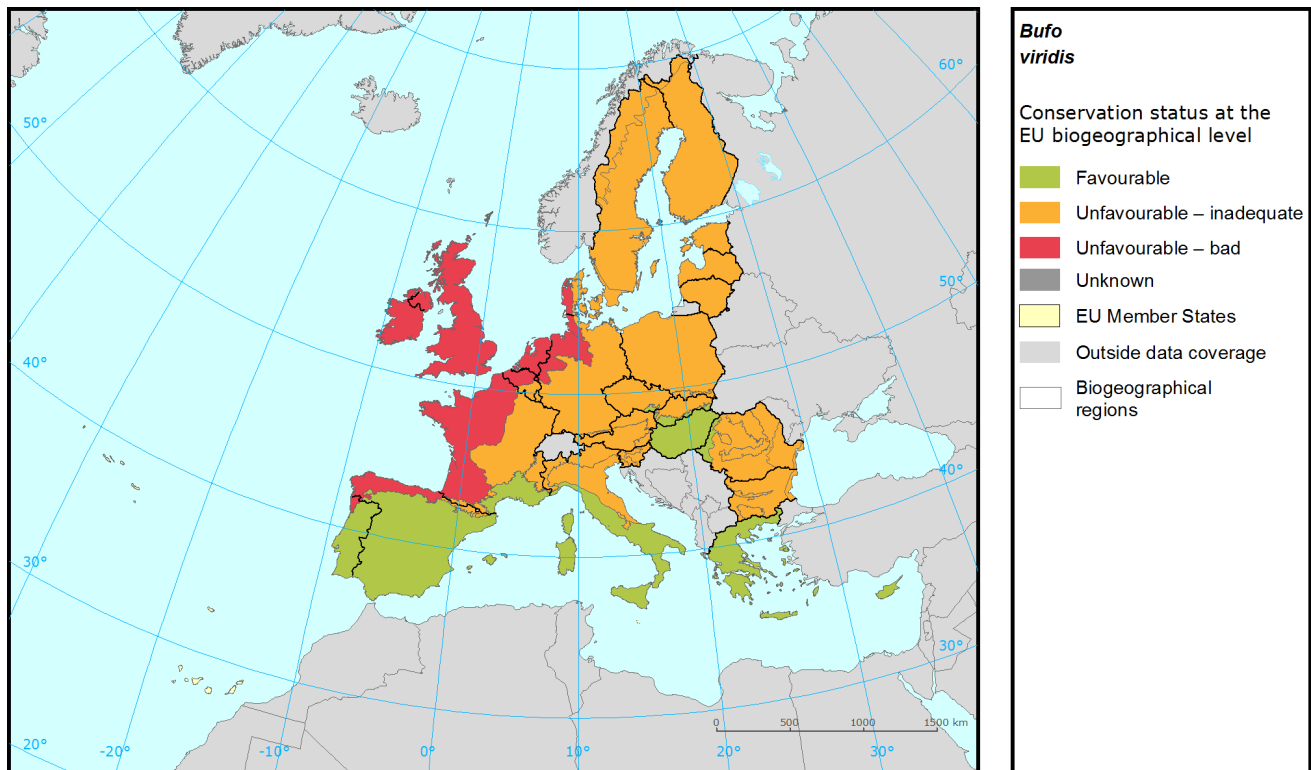 Bufo
viridis
Conservation status at the
EU biogeographical level
Favourable
Unfavourable – inadequate
Unfavourable – bad
Unknown
EU Member States
Outside data coverage
Biogeographical
regions
60°
50°
50°
40°
40°
30°
30°
20°
-20°
-10°
0°
10°
20°
30°
0 500 1000 1500 km